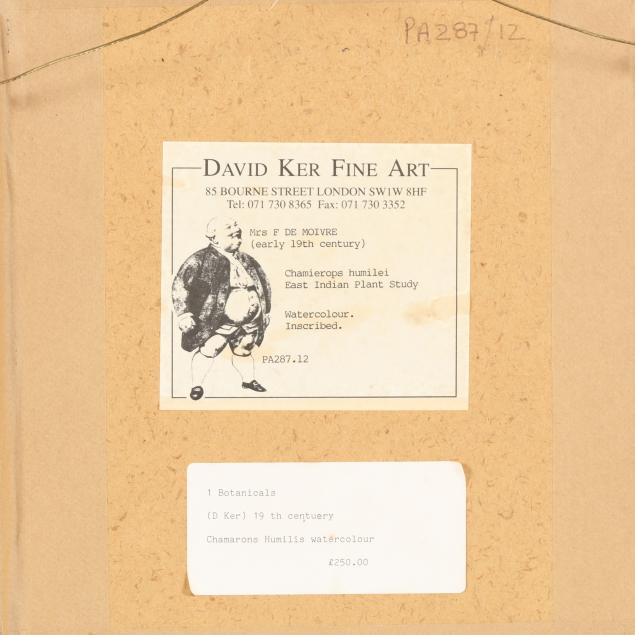 PA287/12
DAVID KER FINE ART
85 BOURNE STREET LONDON SW1W 8HF
Tel: 071 730 8365 Fax: 071 730 3352
Mrs F DE MOIVRE
(early 19th century)
Chamierops humilei
East Indian Plant Study
Watercolour.
Inscribed.
PA287.12
1 Botanicals
(D Ker) 19 th centuery
Chamarons Humilis watercolour
£250.00